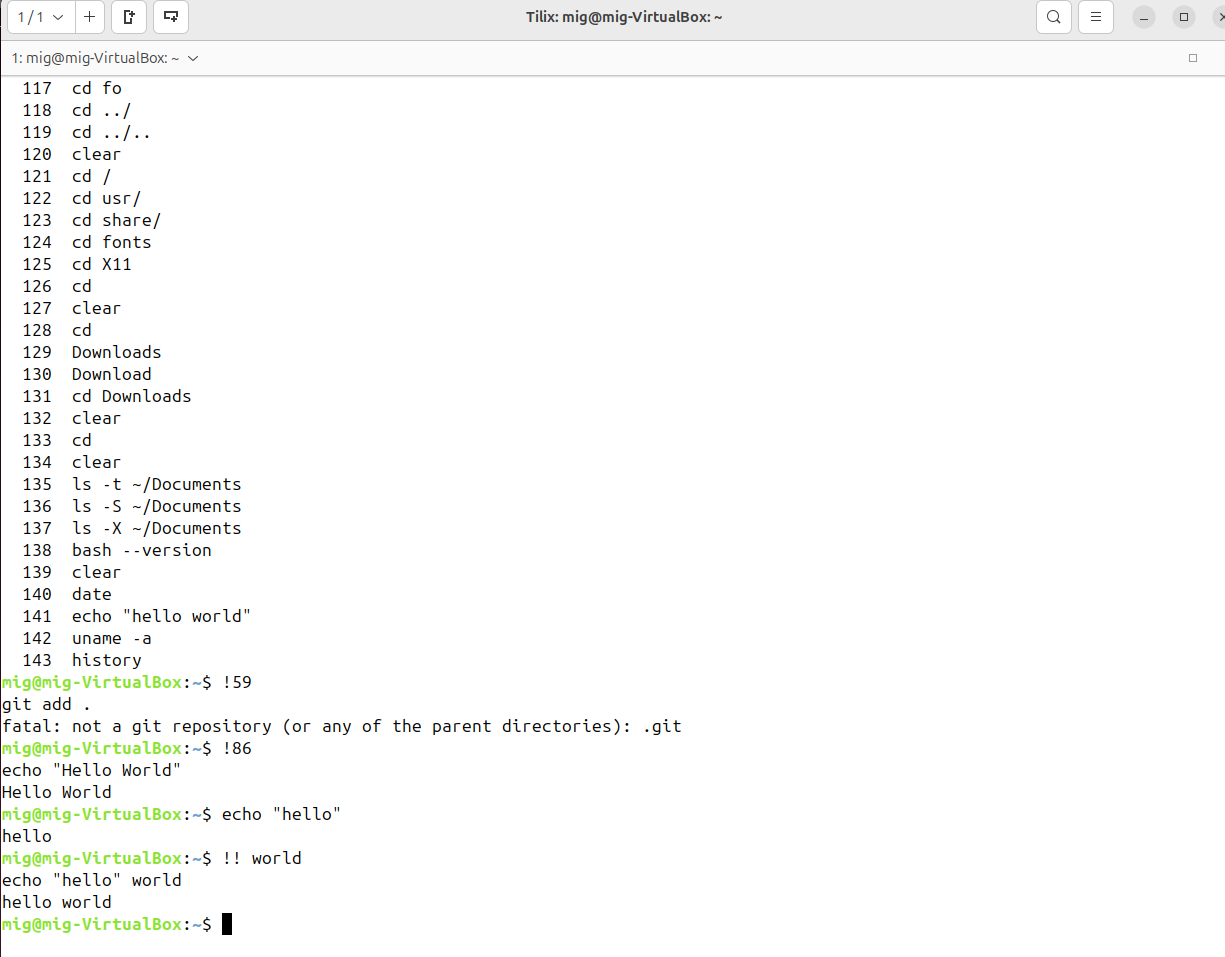 1 / 1
Tilix: mig@mig-VirtualBox: ~
1: mig@mig-VirtualBox: ~
117  cd fo
118  cd ../
119  cd ../..
120  clear
121  cd /
122  cd usr/
123  cd share/
124  cd fonts
125  cd X11
126  cd
127  clear
128  cd
129  Downloads
130  Download
131  cd Downloads
132  clear
133  cd
134  clear
135  ls -t ~/Documents
136  ls -S ~/Documents
137  ls -X ~/Documents
138  bash --version
139  clear
140  date
141  echo "hello world"
142  uname -a
143  history
mig@mig-VirtualBox:~$ !59
git add .
fatal: not a git repository (or any of the parent directories): .git
mig@mig-VirtualBox:~$ !86
echo "Hello World"
Hello World
mig@mig-VirtualBox:~$ echo "hello"
hello
mig@mig-VirtualBox:~$ !! world
echo "hello" world
hello world
mig@mig-VirtualBox:~$